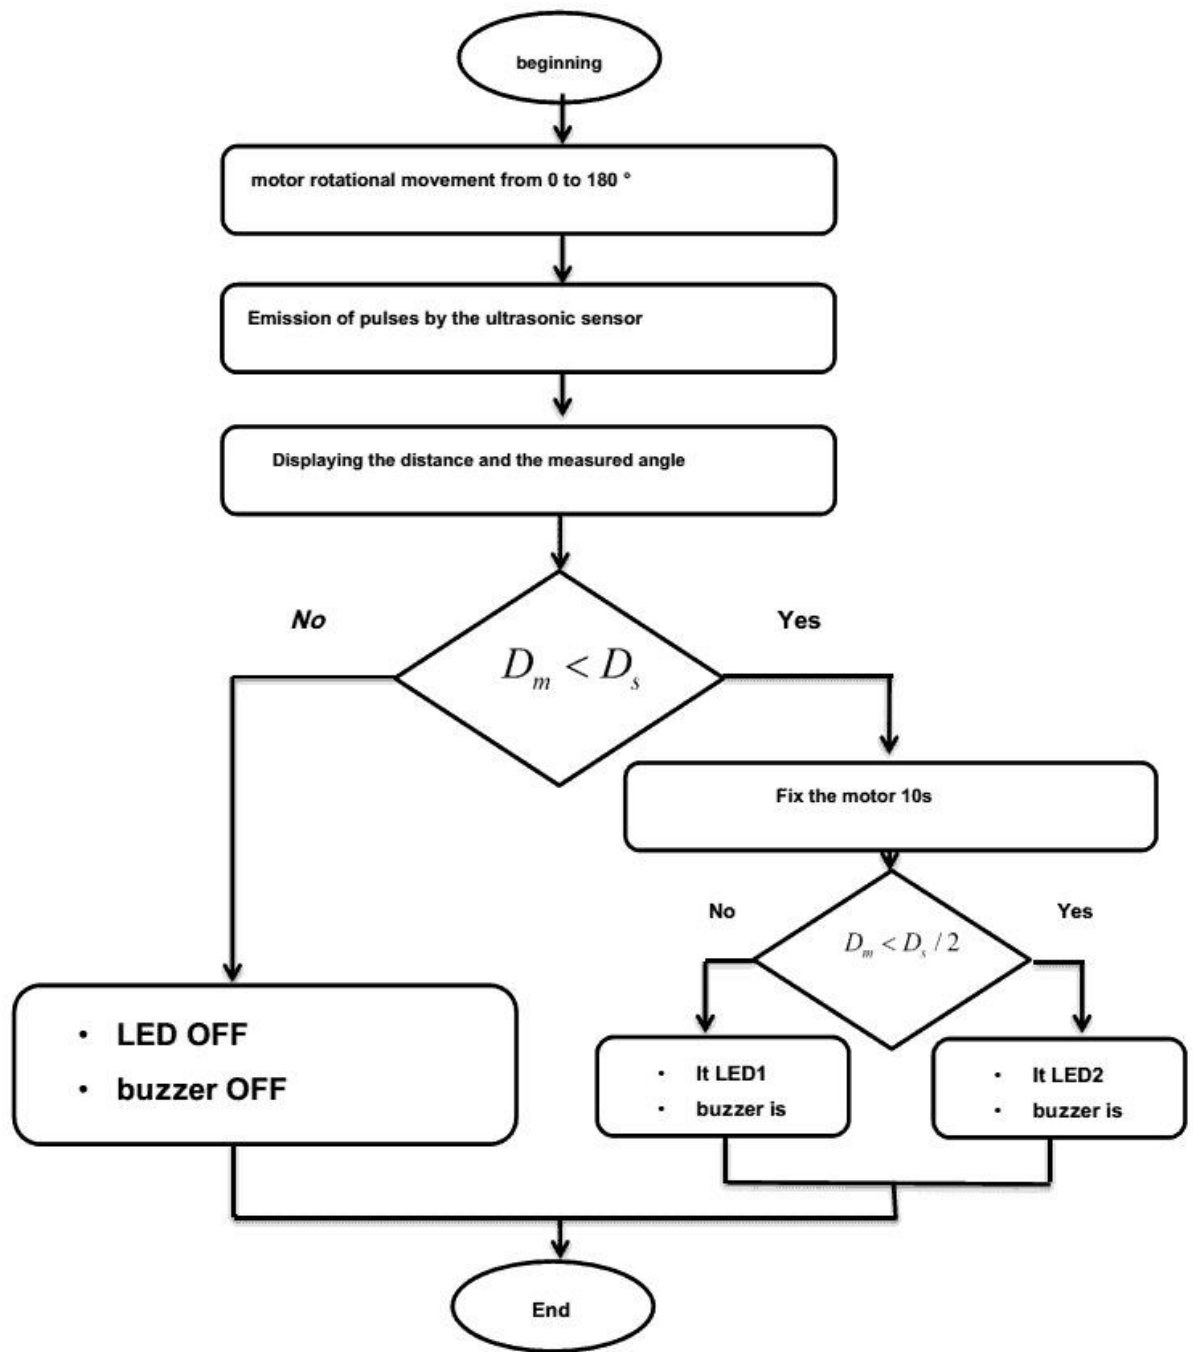 beginning
motor rotational movement from 0 to 180 °
Emission of pulses by the ultrasonic sensor
Displaying the distance and the measured angle
No
Yes
D_m < D_s
Fix the motor 10s
No
Yes
D_m < D_s / 2
• LED OFF
• buzzer OFF
• It LED1
• buzzer is
• It LED2
• buzzer is
End